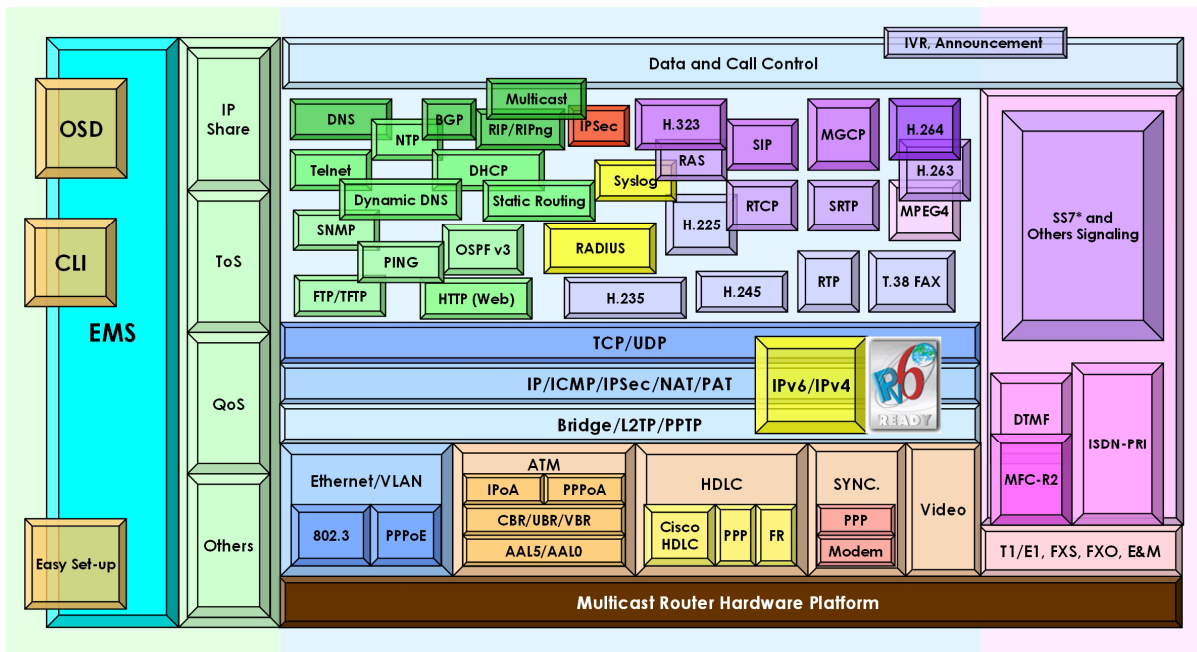 IVR, Announcement
Data and Call Control
OSD
CLI
EMS
Easy Set-up
IP
Share
ToS
QoS
Others
DNS
NTP
BGP
Multicast
RIP/RIPng
IPSec
H.323
RAS
SIP
MGCP
H.264
H.263
MPEG4
Telnet
DHCP
Syslog
Dynamic DNS
Static Routing
RTCP
SRTP
SNMP
H.225
PING
OSPF v3
RADIUS
FTP/TFTP
HTTP (Web)
H.235
H.245
RTP
T.38 FAX
SS7* and
Others Signaling
TCP/UDP
IP/ICMP/IPSec/NAT/PAT
IPv6/IPv4
IPv6
READY
Bridge/L2TP/PPTP
DTMF
MFC-R2
ISDN-PRI
Ethernet/VLAN
802.3
PPPoE
ATM
IPoA
PPPoA
CBR/UBR/VBR
AAL5/AAL0
HDLC
Cisco
HDLC
PPP
FR
SYNC.
PPP
Modem
Video
T1/E1, FXS, FXO, E&M
Multicast Router Hardware Platform